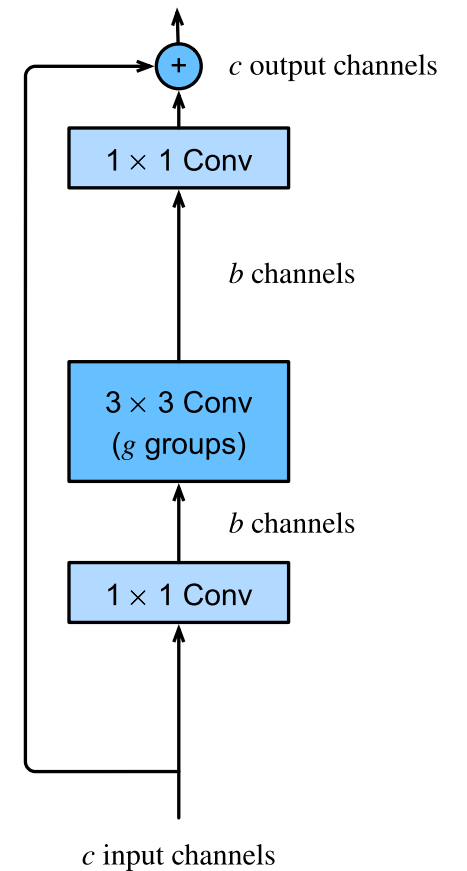 +
c output channels
1 × 1 Conv
b channels
3 × 3 Conv
(g groups)
b channels
1 × 1 Conv
c input channels